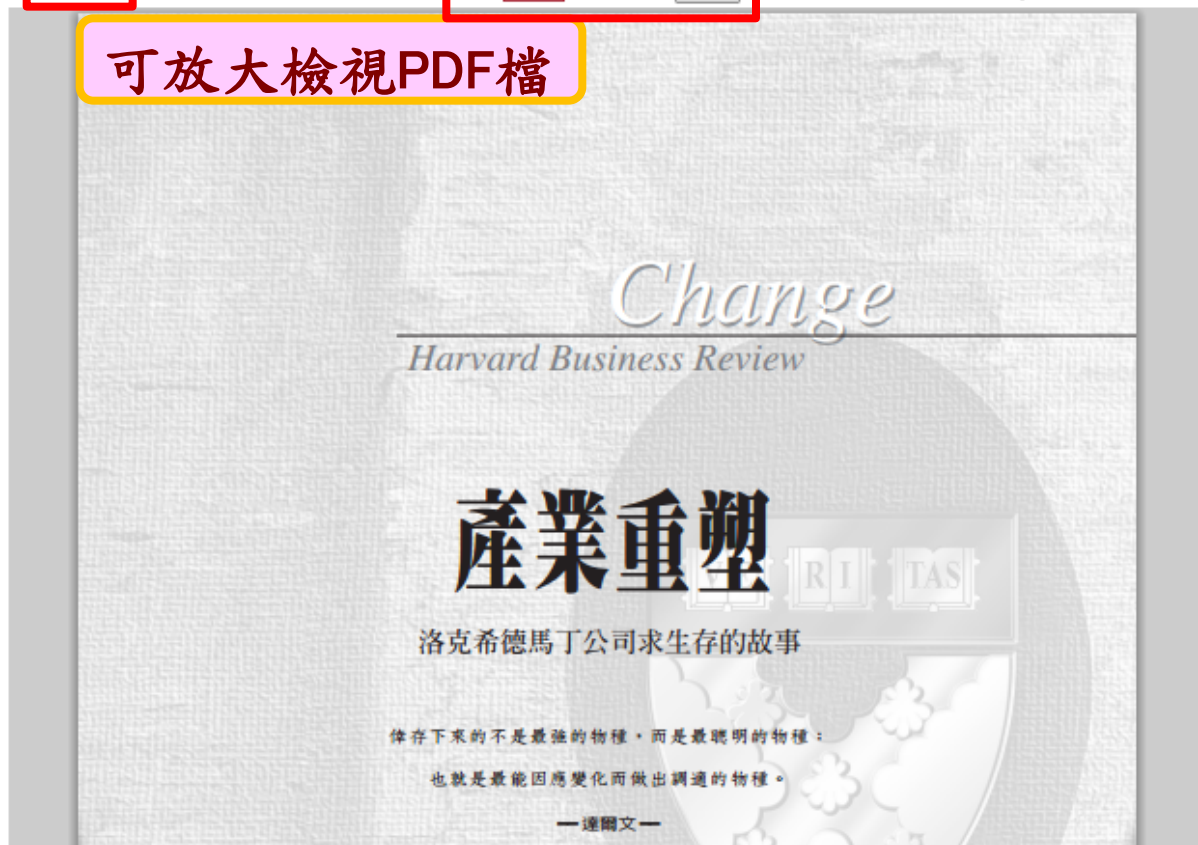 可放大檢視PDF檔
Change
Harvard Business Review
產業重塑
R I TAS
洛克希德馬丁公司求生存的故事
倖存下來的不是最強的物種，而是最聰明的物種；
也就是最能因應變化而做出調適的物種。
—達爾文—